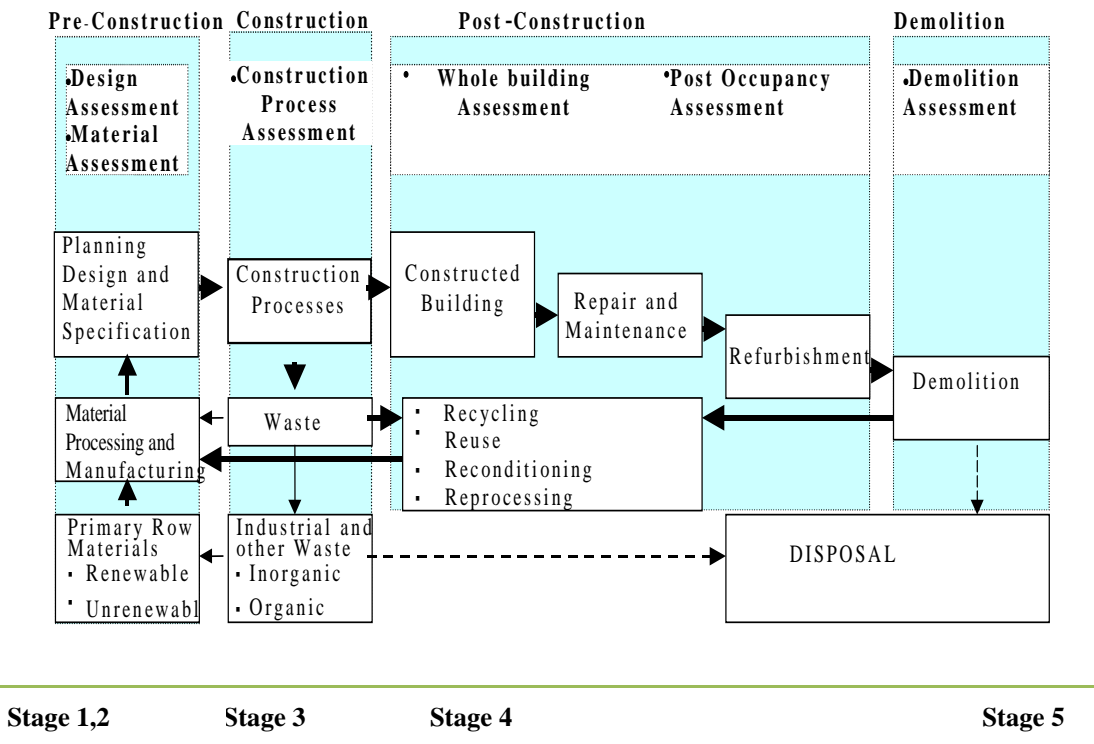 Pre-Construction Construction Post-Construction Demolition
•Design
Assessment
•Material
Assessment
•Construction
Process
Assessment
• Whole building
Assessment
•Post Occupancy
Assessment
•Demolition
Assessment
Planning
Design and
Material
Specification
Construction
Processes
Constructed
Building
Repair and
Maintenance
Refurbishment
Demolition
Material
Processing and
Manufacturing
Waste
▪ Recycling
▪ Reuse
▪ Reconditioning
▪ Reprocessing
Primary Row
Materials
▪ Renewable
▪ Unrenewabl
Industrial and
other Waste
▪ Inorganic
▪ Organic
DISPOSAL
Stage 1,2 Stage 3 Stage 4 Stage 5